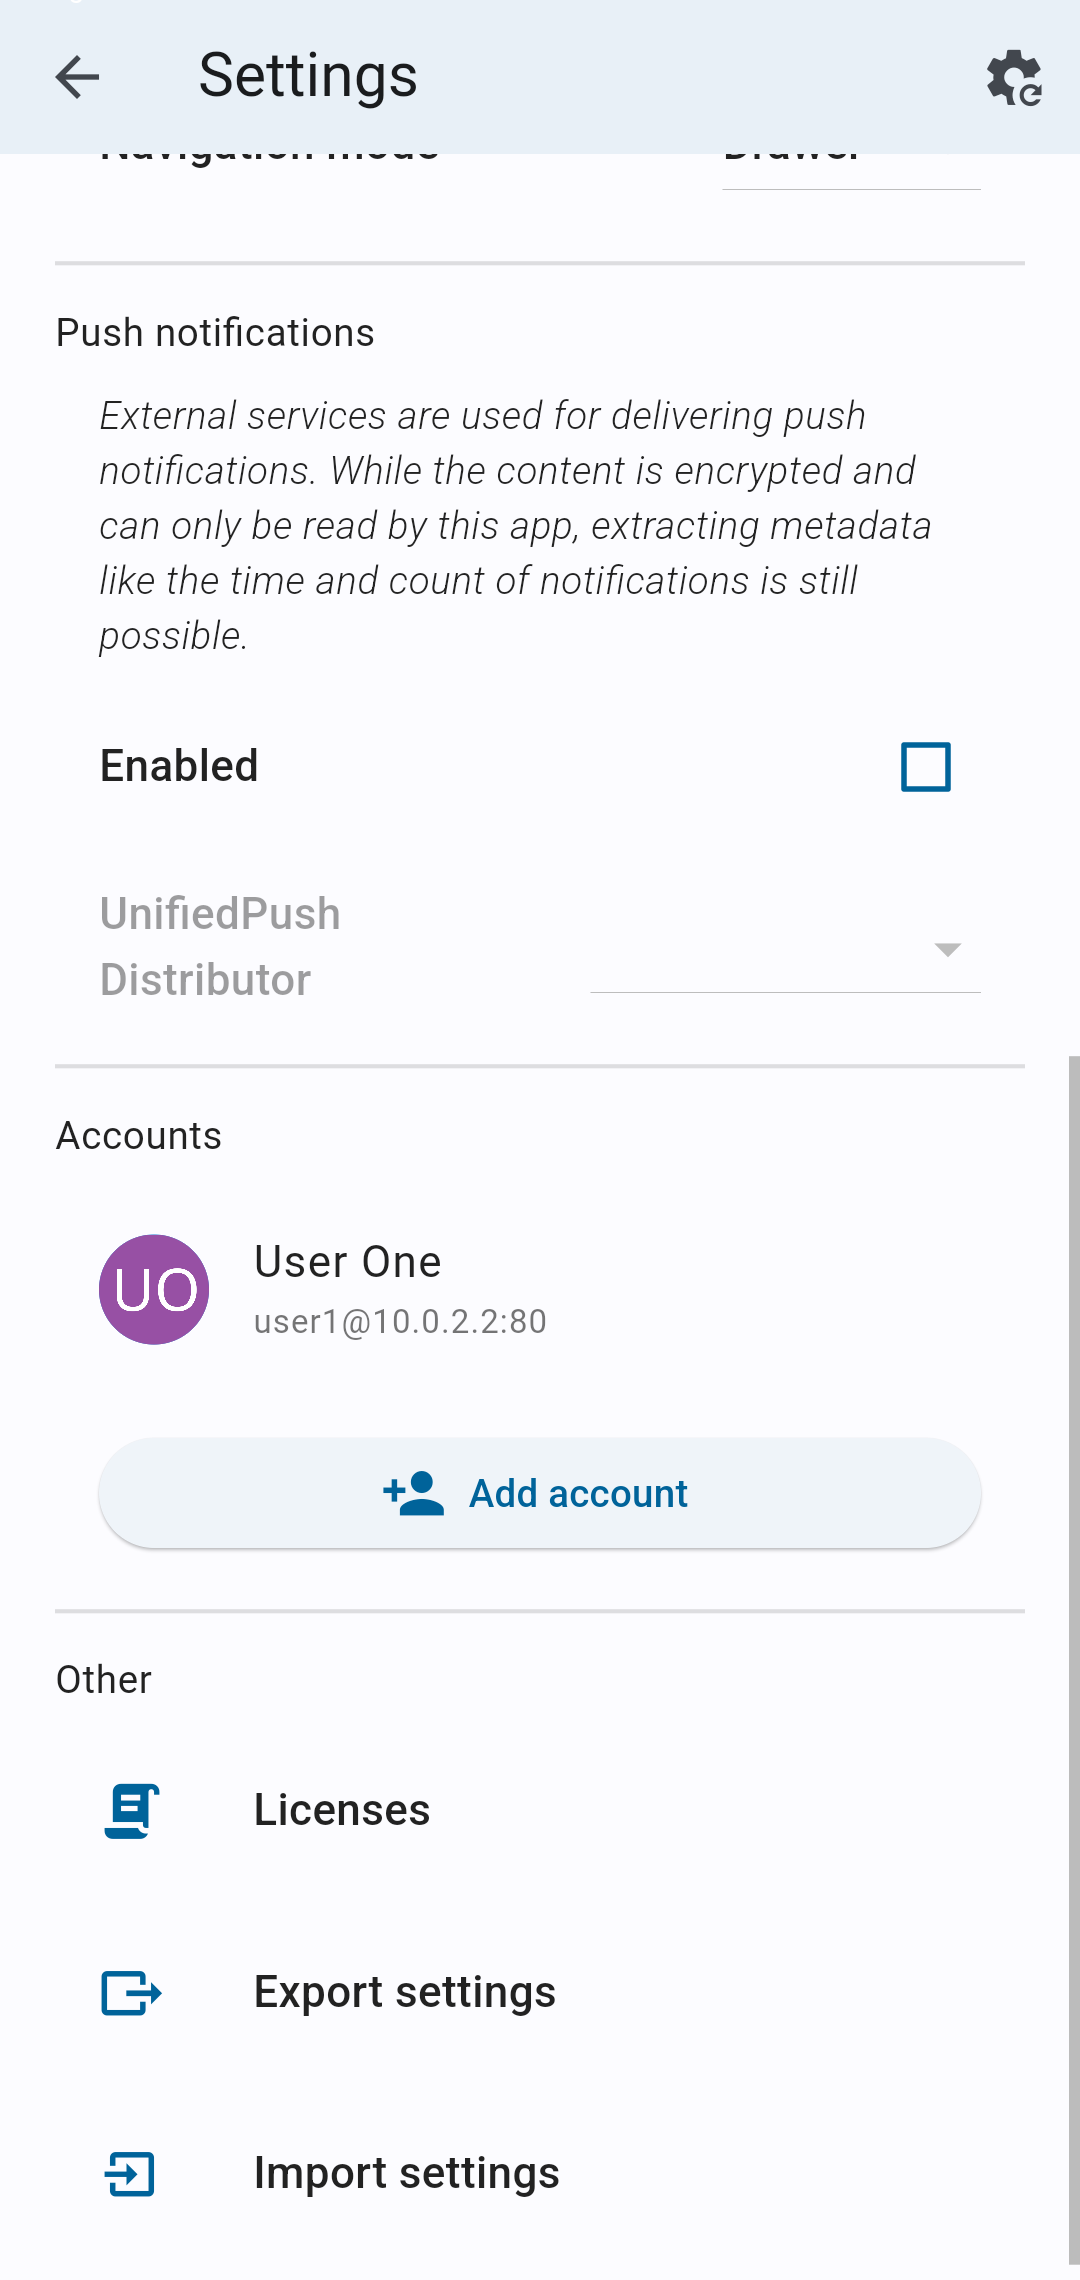 Settings
Navigation mode
Drawer
Push notifications
External services are used for delivering push
notifications. While the content is encrypted and
can only be read by this app, extracting metadata
like the time and count of notifications is still
possible.
Enabled
UnifiedPush
Distributor
Accounts
UO
User One
user1@10.0.2.2:80
Add account
Other
Licenses
Export settings
Import settings